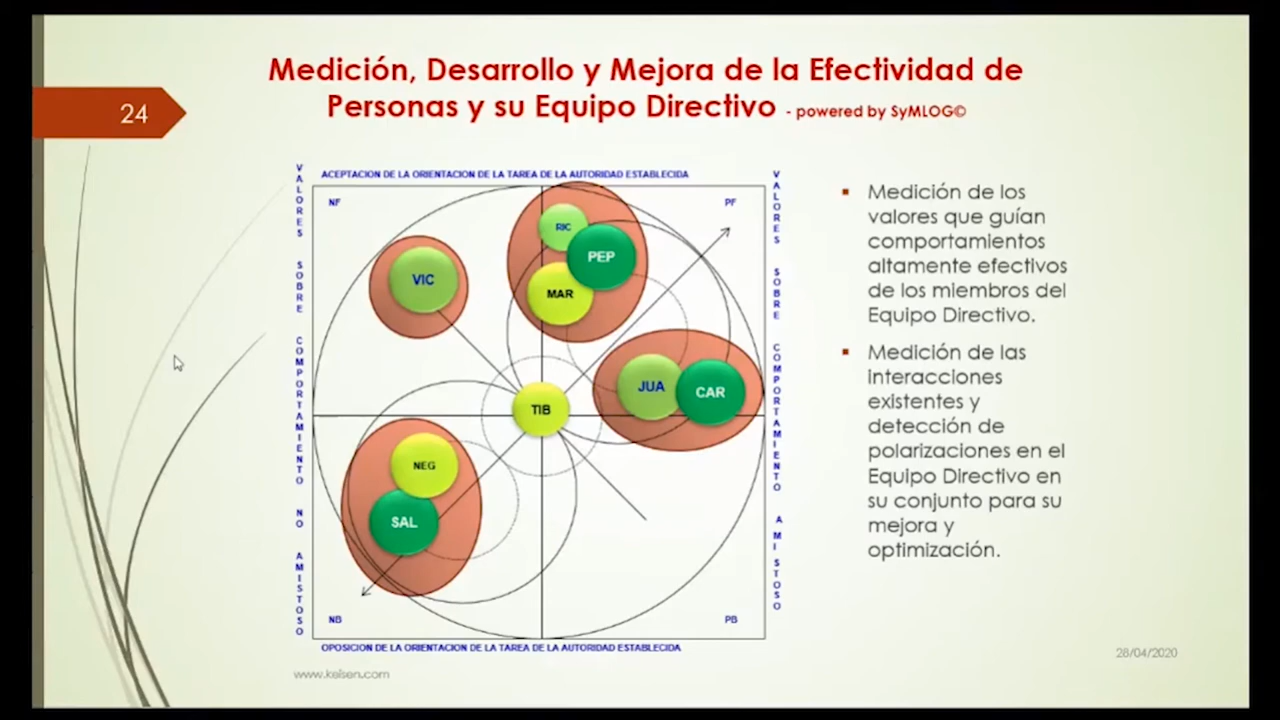 24
Medición, Desarrollo y Mejora de la Efectividad de
Personas y su Equipo Directivo - powered by SyMLOG©
ACEPTACION DE LA ORIENTACION DE LA TAREA DE LA AUTORIDAD ESTABLECIDA
VALORES SOBRE COMPORTAMIENTO NO AMISTOSO
NF
PF
RIC
PEP
VIC
MAR
JUA
CAR
TIB
NEG
SAL
NB
PB
VALORES SOBRE COMPORTAMIENTO AMISTOSO
OPOSICION DE LA ORIENTACION DE LA TAREA DE LA AUTORIDAD ESTABLECIDA
Medición de los
valores que guían
comportamientos
altamente efectivos
de los miembros del
Equipo Directivo.
Medición de las
interacciones
existentes y
detección de
polarizaciones en el
Equipo Directivo en
su conjunto para su
mejora y
optimización.
28/04/2020
www.keisen.com